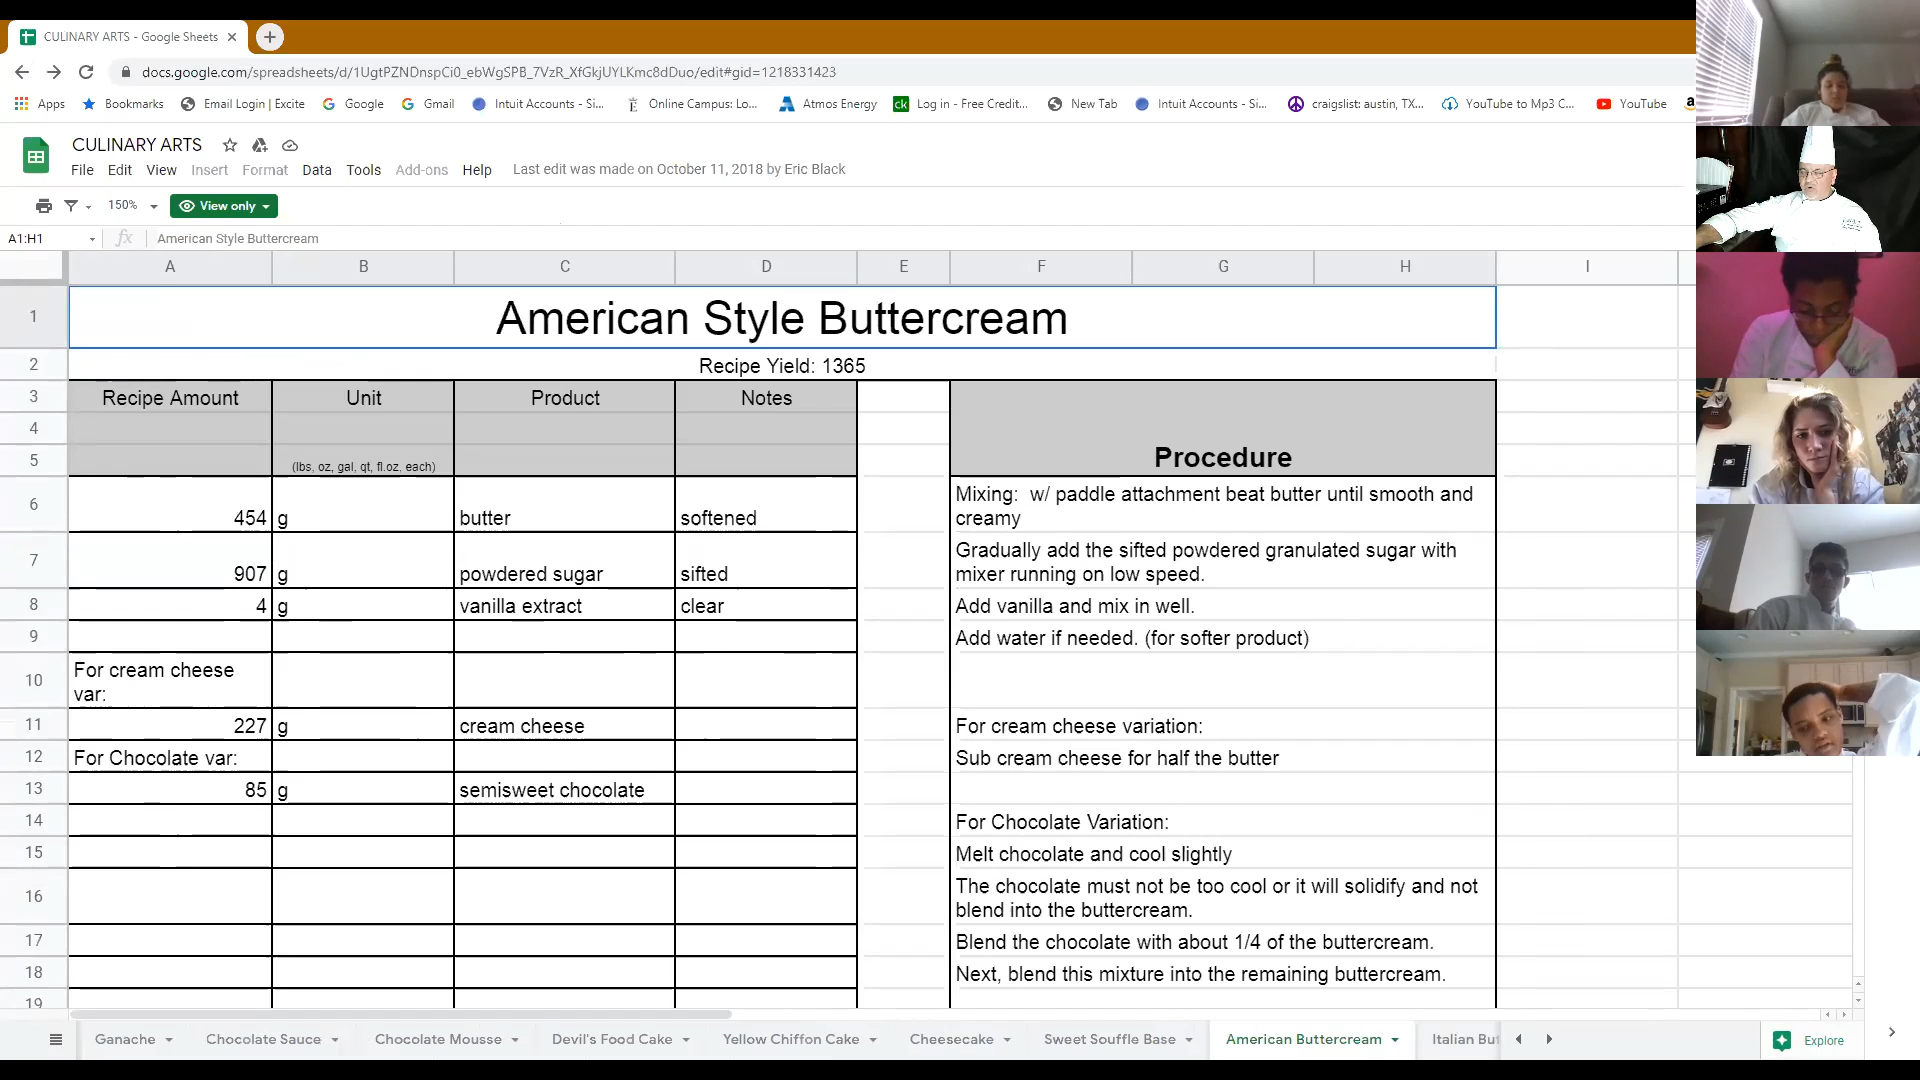 CULINARY ARTS - Google Sheets
docs.google.com/spreadsheets/d/1UgtPZNDnspCi0_ebWgSPB_7VzR_XfGkjUYLKmc8dDuo/edit#gid=1218331423
Apps Bookmarks Email Login | Excite Google Gmail Intuit Accounts - Si... Online Campus: Lo... Atmos Energy ck Log in - Free Credit... New Tab Intuit Accounts - Si... craigslist: austin, TX... YouTube to Mp3 C... YouTube a
CULINARY ARTS
File Edit View Insert Format Data Tools Add-ons Help Last edit was made on October 11, 2018 by Eric Black
150% View only
A1:H1 fx American Style Buttercream
A B C D E F G H I
1 American Style Buttercream
2 Recipe Yield: 1365
3 Recipe Amount Unit Product Notes
4
5 (lbs, oz, gal, qt, fl.oz, each) Procedure
6 454 g butter softened Mixing: w/ paddle attachment beat butter until smooth and
creamy
7 907 g powdered sugar sifted Gradually add the sifted powdered granulated sugar with
mixer running on low speed.
8 4 g vanilla extract clear Add vanilla and mix in well.
9 Add water if needed. (for softer product)
10 For cream cheese
var:
11 227 g cream cheese For cream cheese variation:
12 For Chocolate var: Sub cream cheese for half the butter
13 85 g semisweet chocolate
14 For Chocolate Variation:
15 Melt chocolate and cool slightly
16 The chocolate must not be too cool or it will solidify and not
blend into the buttercream.
17 Blend the chocolate with about 1/4 of the buttercream.
18 Next, blend this mixture into the remaining buttercream.
19
Ganache Chocolate Sauce Chocolate Mousse Devil's Food Cake Yellow Chiffon Cake Cheesecake Sweet Souffle Base American Buttercream Italian But Explore